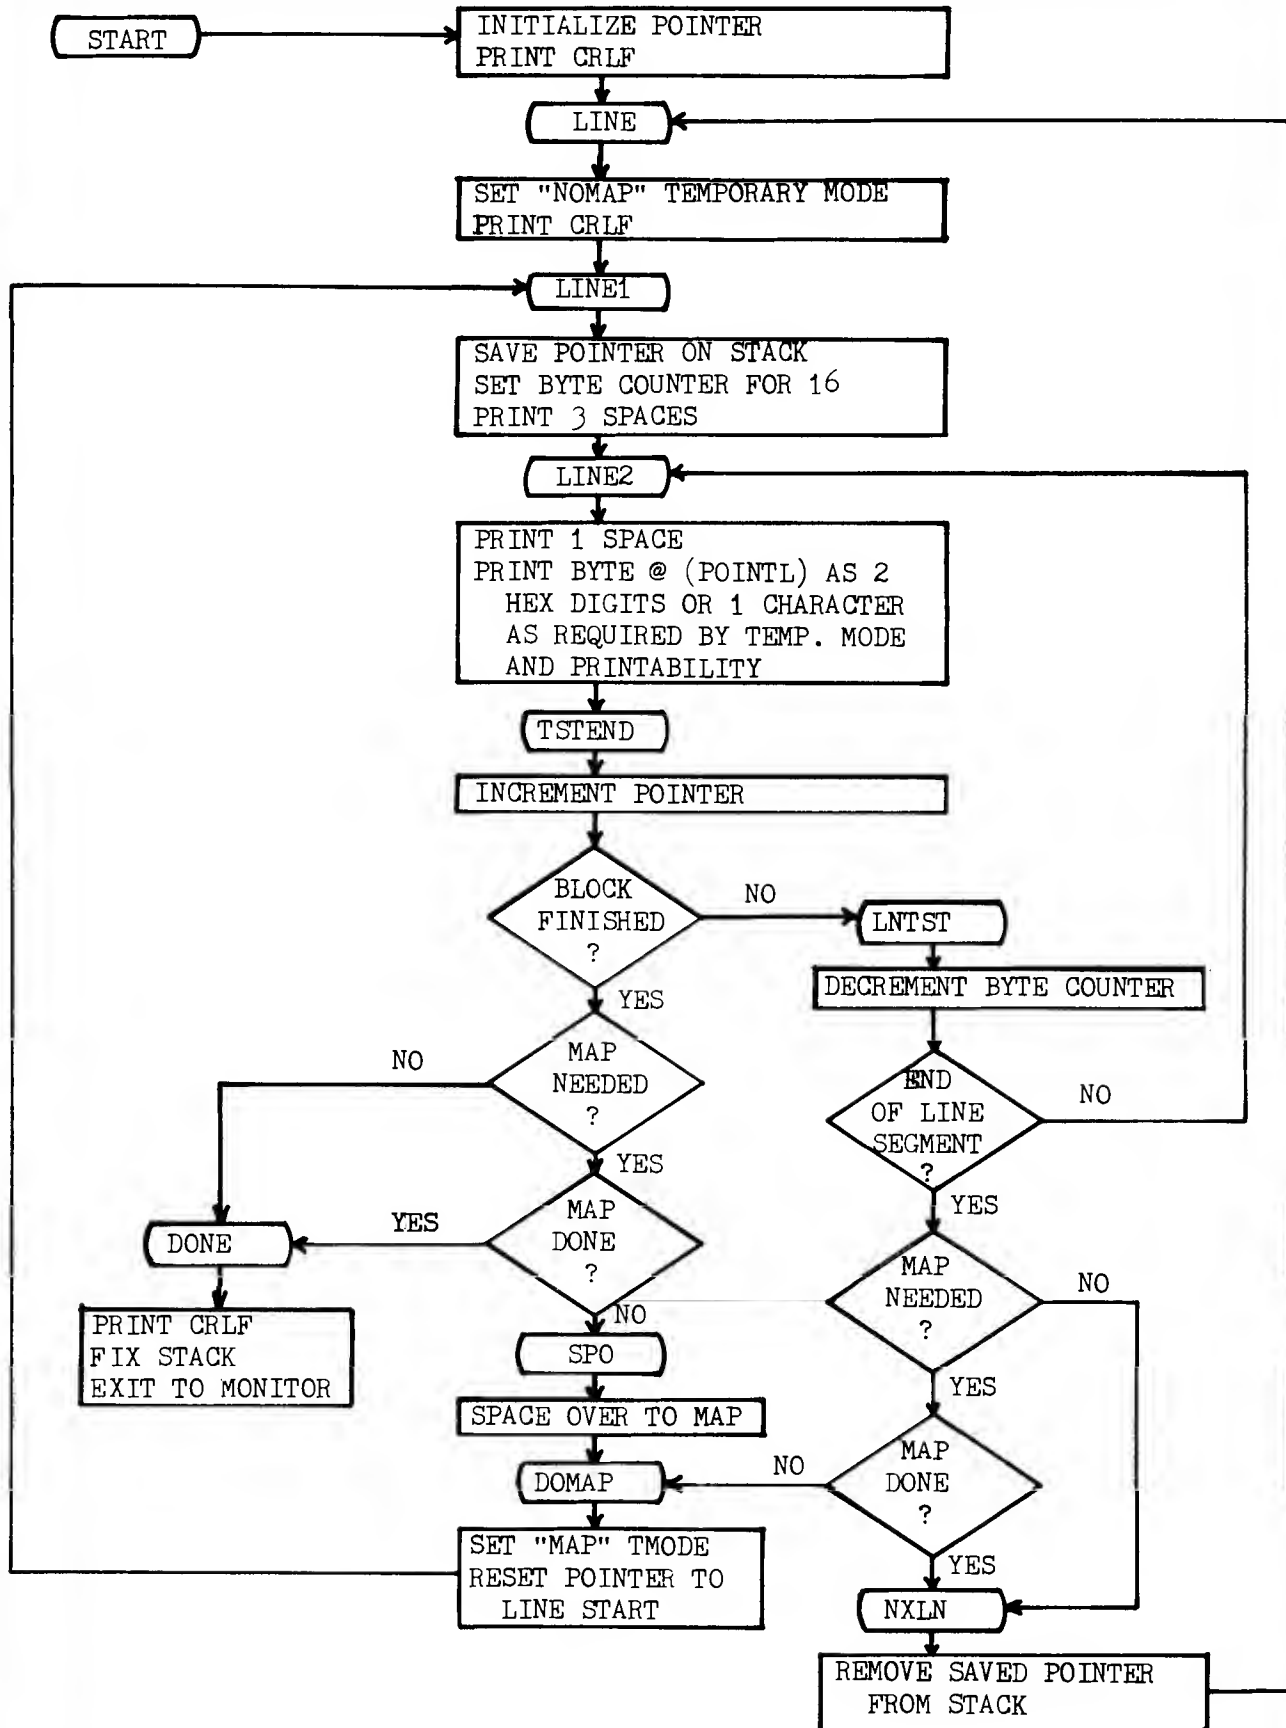 START
INITIALIZE POINTER
PRINT CRLF
LINE
SET "NOMAP" TEMPORARY MODE
PRINT CRLF
LINE1
SAVE POINTER ON STACK
SET BYTE COUNTER FOR 16
PRINT 3 SPACES
LINE2
PRINT 1 SPACE
PRINT BYTE @ (POINTL) AS 2
HEX DIGITS OR 1 CHARACTER
AS REQUIRED BY TEMP. MODE
AND PRINTABILITY
TSTEND
INCREMENT POINTER
BLOCK
FINISHED
?
NO
LNTST
YES
DECREMENT BYTE COUNTER
MAP
NEEDED
?
NO
END
OF LINE
SEGMENT
?
NO
YES
MAP
DONE
?
YES
DONE
YES
MAP
NEEDED
?
NO
PRINT CRLF
FIX STACK
EXIT TO MONITOR
NO
SPO
YES
SPACE OVER TO MAP
MAP
DONE
?
NO
DOMAP
SET "MAP" TMODE
RESET POINTER TO
LINE START
YES
NXLN
REMOVE SAVED POINTER
FROM STACK